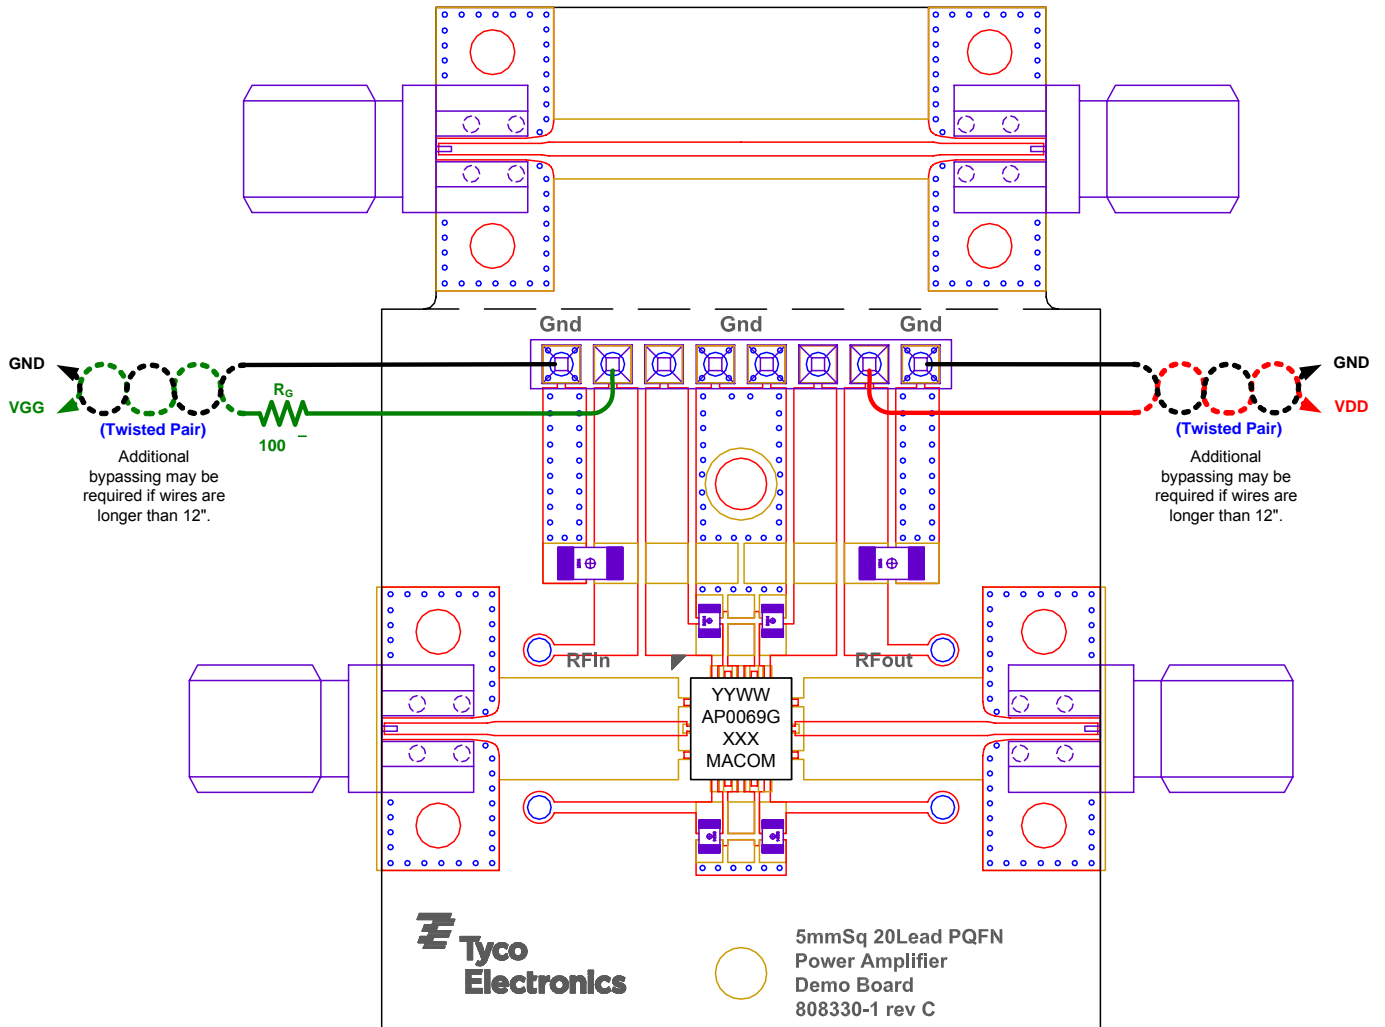 Gnd Gnd Gnd
GND
VGG
RG
100 –
(Twisted Pair)
Additional
bypassing may be
required if wires are
longer than 12".
GND
VDD
(Twisted Pair)
Additional
bypassing may be
required if wires are
longer than 12".
RFin
RFout
YYWW
AP0069G
XXX
MACOM
Tyco
Electronics
5mmSq 20Lead PQFN
Power Amplifier
Demo Board
808330-1 rev C